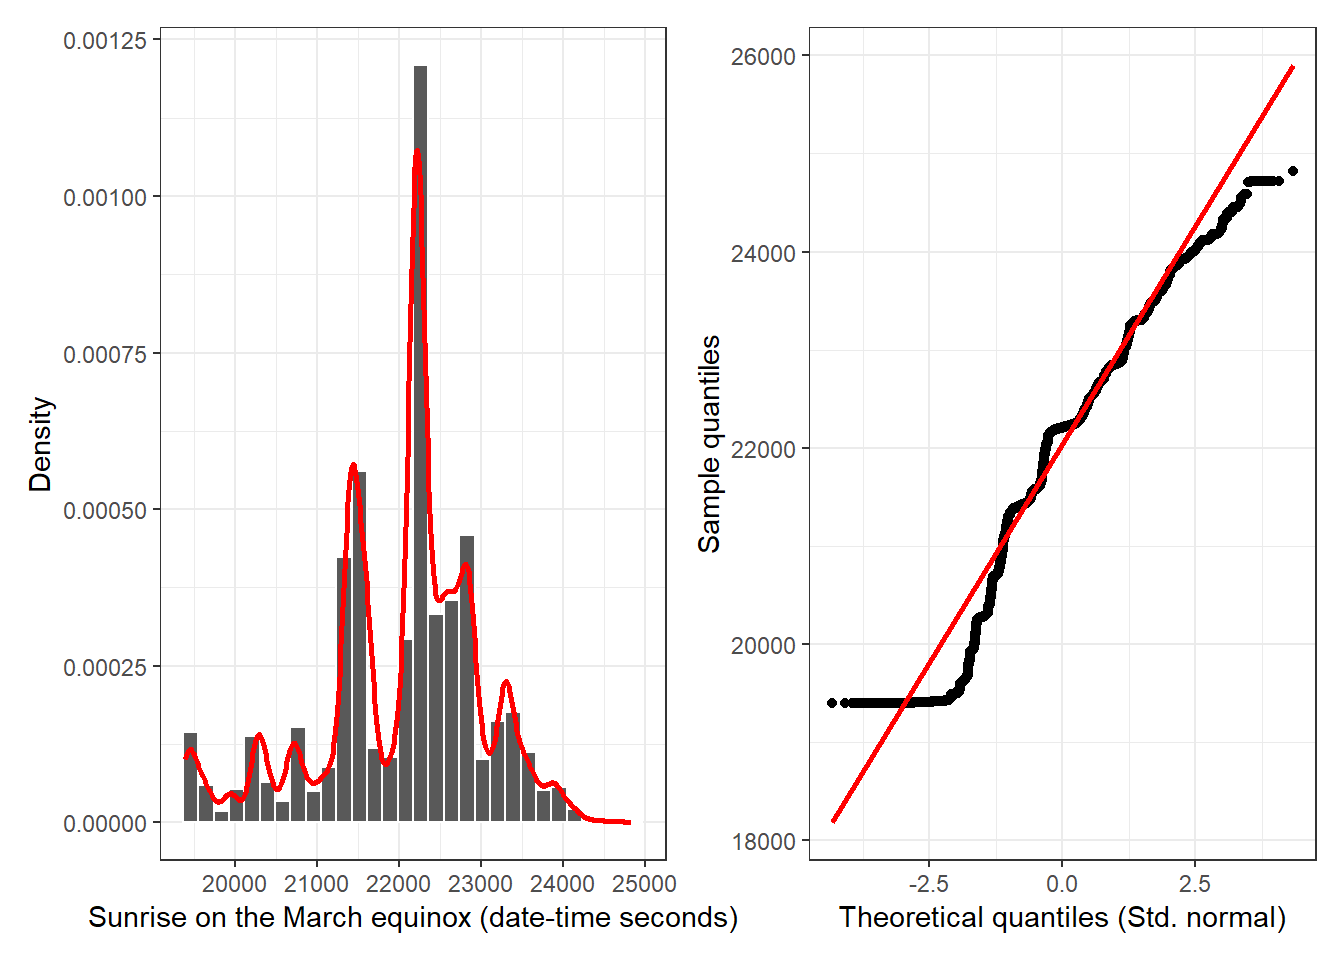 0.00125
0.00100
0.00075
0.00050
0.00025
0.00000
Density
20000 21000 22000 23000 24000 25000
Sunrise on the March equinox (date-time seconds)
26000
24000
22000
20000
18000
Sample quantiles
-2.5 0.0 2.5
Theoretical quantiles (Std. normal)